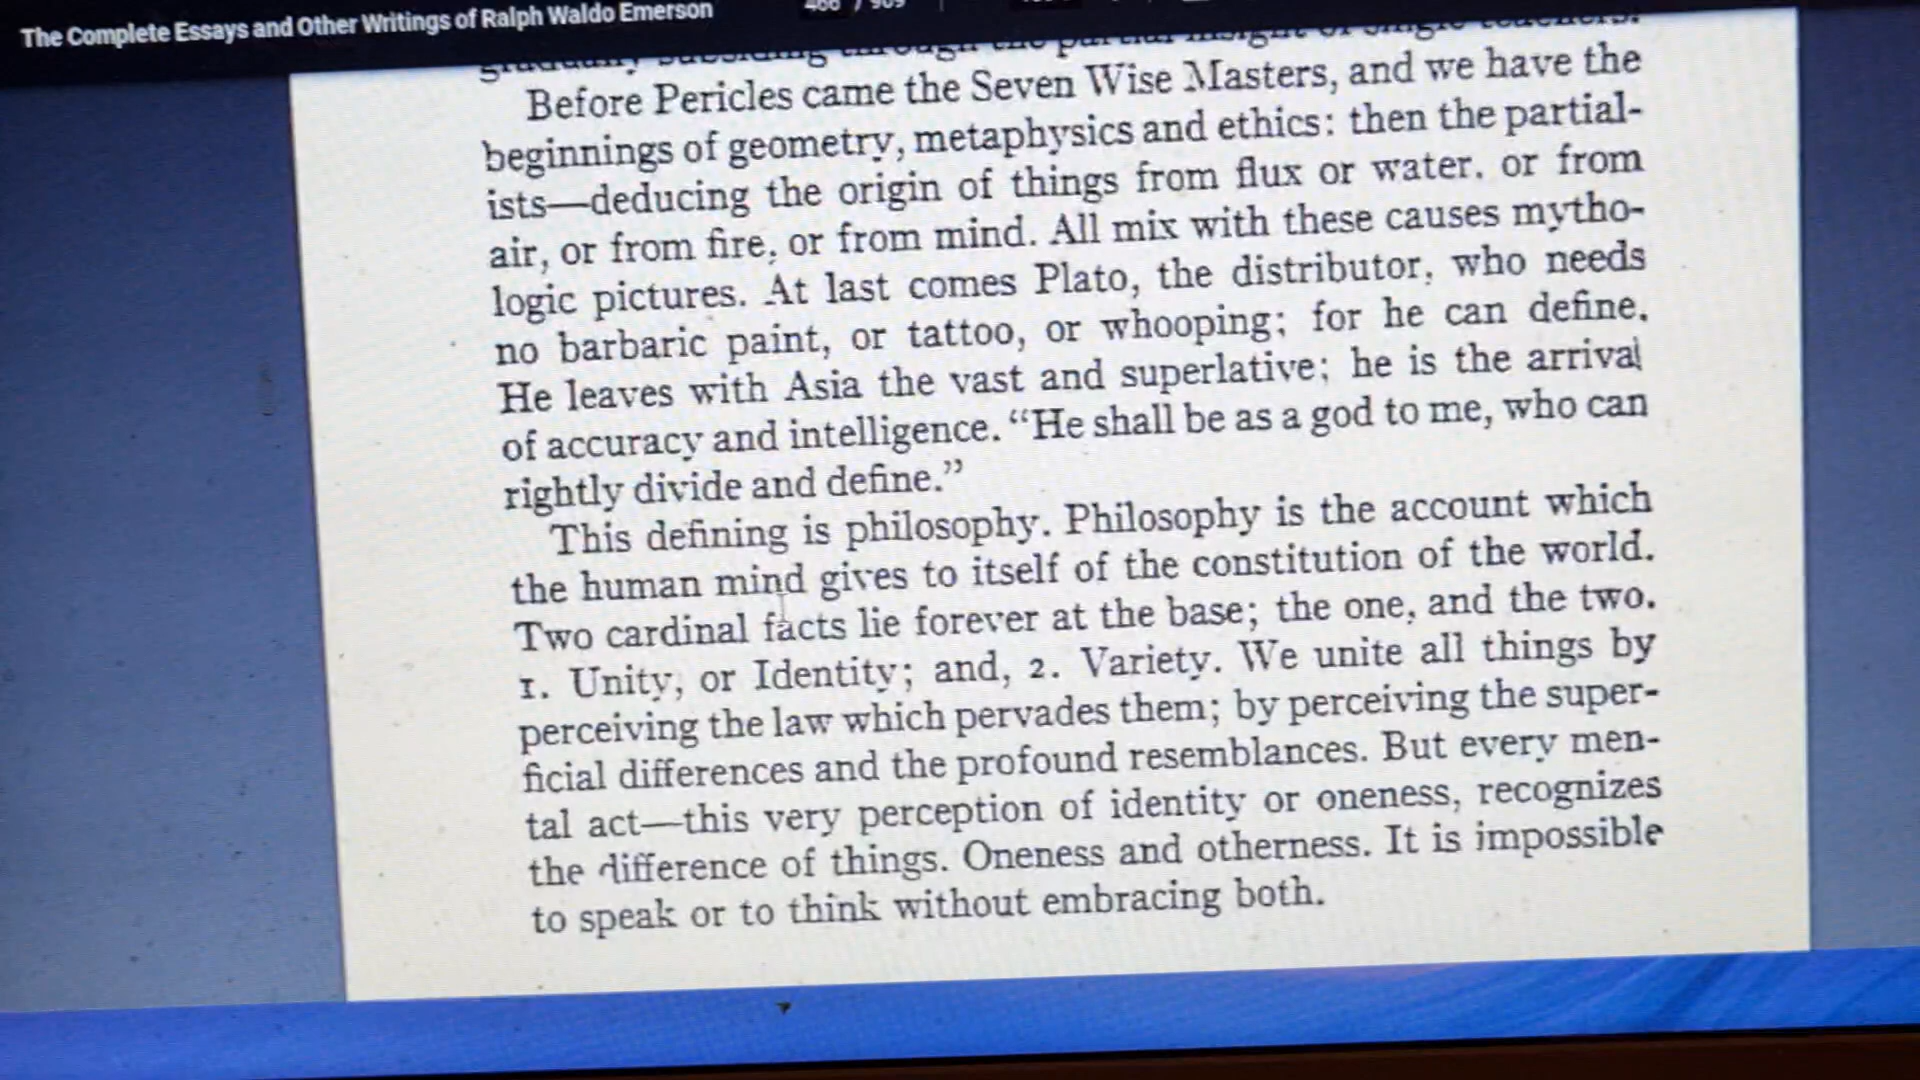 The Complete Essays and Other Writings of Ralph Waldo Emerson
gradually subsiding through the partial insight of single teachers.
Before Pericles came the Seven Wise Masters, and we have the
beginnings of geometry, metaphysics and ethics: then the partial-
ists—deducing the origin of things from flux or water, or from
air, or from fire, or from mind. All mix with these causes mytho-
logic pictures. At last comes Plato, the distributor, who needs
no barbaric paint, or tattoo, or whooping; for he can define.
He leaves with Asia the vast and superlative; he is the arrival
of accuracy and intelligence. “He shall be as a god to me, who can
rightly divide and define.”
This defining is philosophy. Philosophy is the account which
the human mind gives to itself of the constitution of the world.
Two cardinal facts lie forever at the base; the one, and the two.
1. Unity, or Identity; and, 2. Variety. We unite all things by
perceiving the law which pervades them; by perceiving the super-
ficial differences and the profound resemblances. But every men-
tal act—this very perception of identity or oneness, recognizes
the difference of things. Oneness and otherness. It is impossible
to speak or to think without embracing both.